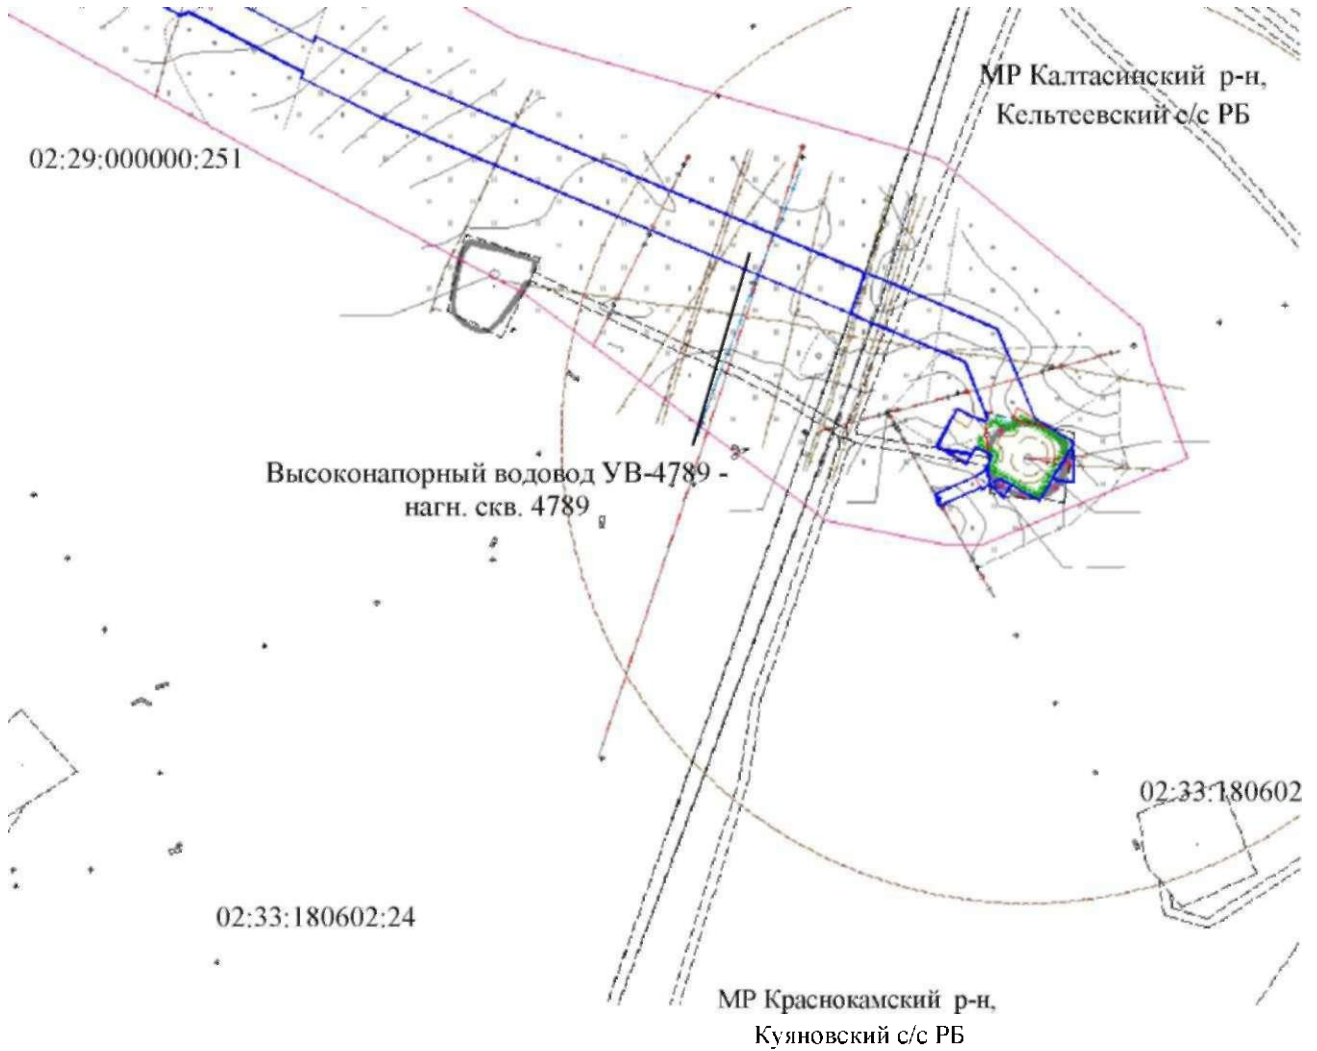 МР Калтасинский р-н,
Кельтеевский с/с РБ
02:29:000000:251
Высоконапорный водовод УВ-4789 -
нагн. скв. 4789
02:33:180602
02:33:180602:24
МР Краснокамский р-н,
Куяновский с/с РБ